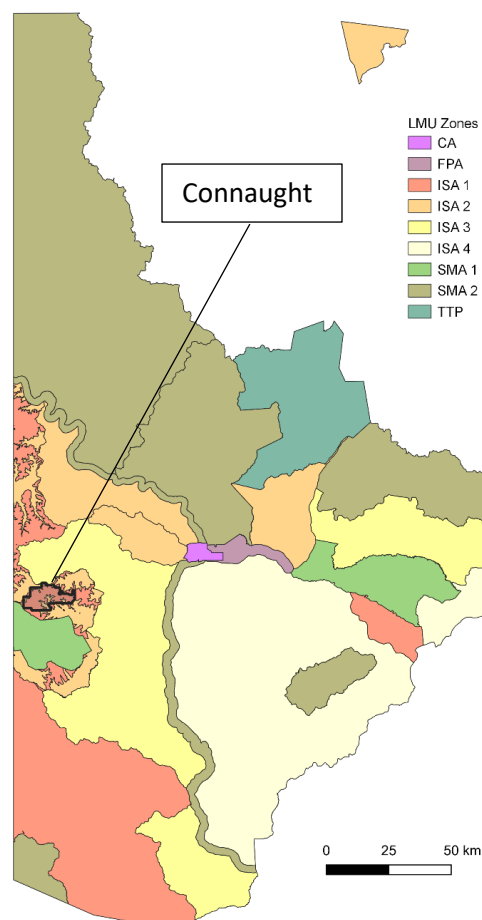 Connaught
LMU Zones
CA
FPA
ISA 1
ISA 2
ISA 3
ISA 4
SMA 1
SMA 2
TTP
0 25 50 km